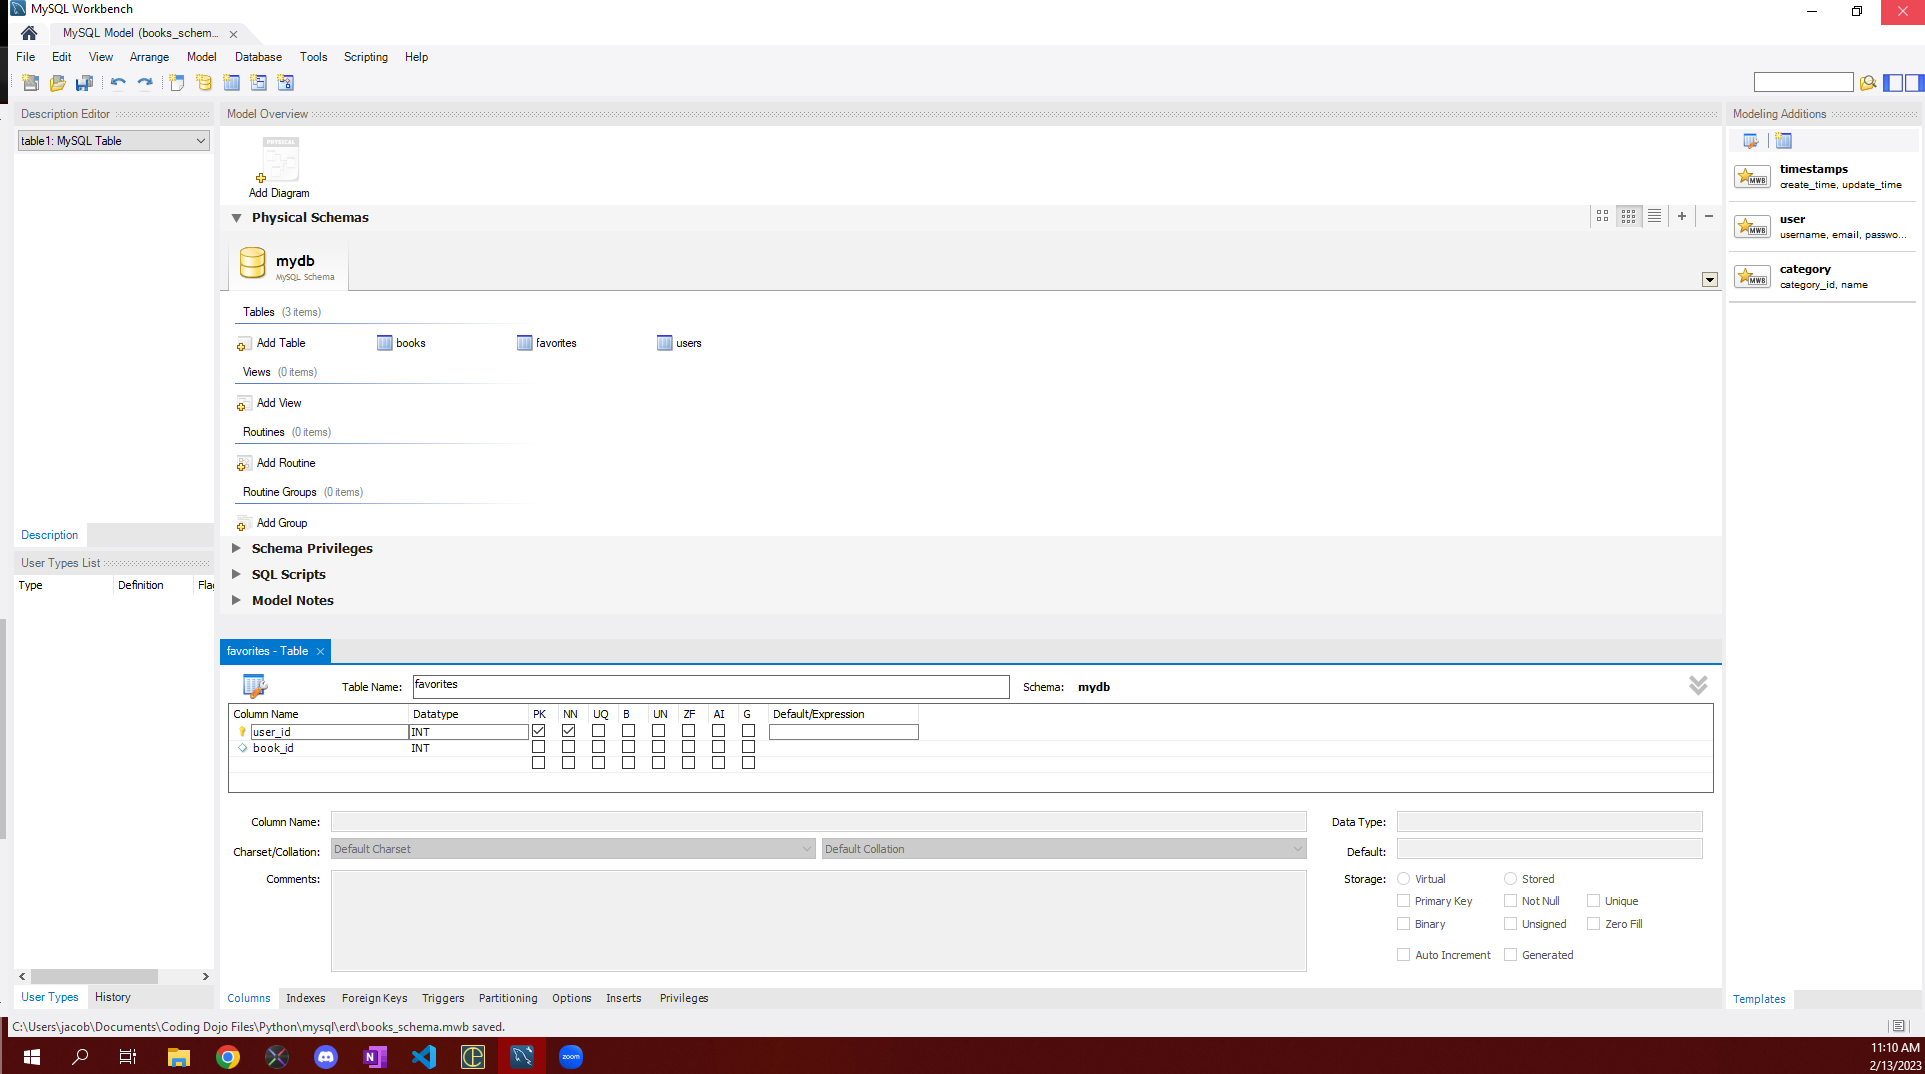 MySQL Workbench
MySQL Model (books_schem...
File Edit View Arrange Model Database Tools Scripting Help
Description Editor
table1: MySQL Table
Description
User Types List
Type Definition Flag
User Types History
Model Overview
PHYSICAL
Add Diagram
Physical Schemas
mydb
MySQL Schema
Tables (3 items)
Add Table books favorites users
Views (0 items)
Add View
Routines (0 items)
Add Routine
Routine Groups (0 items)
Add Group
Schema Privileges
SQL Scripts
Model Notes
favorites - Table
Table Name: favorites Schema: mydb
Column Name Datatype PK NN UQ B UN ZF AI G Default/Expression
user_id INT
book_id INT
Column Name: Data Type:
Charset/Collation: Default Charset Default Collation Default:
Comments: Storage: Virtual Stored
Primary Key Not Null Unique
Binary Unsigned Zero Fill
Auto Increment Generated
Columns Indexes Foreign Keys Triggers Partitioning Options Inserts Privileges
Modeling Additions
MWB
timestamps
create_time, update_time
MWB
user
username, email, passwo...
MWB
category
category_id, name
Templates
C:\Users\jacob\Documents\Coding Dojo Files\Python\mysql\erd\books_schema.mwb saved.
N
zoom
11:10 AM
2/13/2023